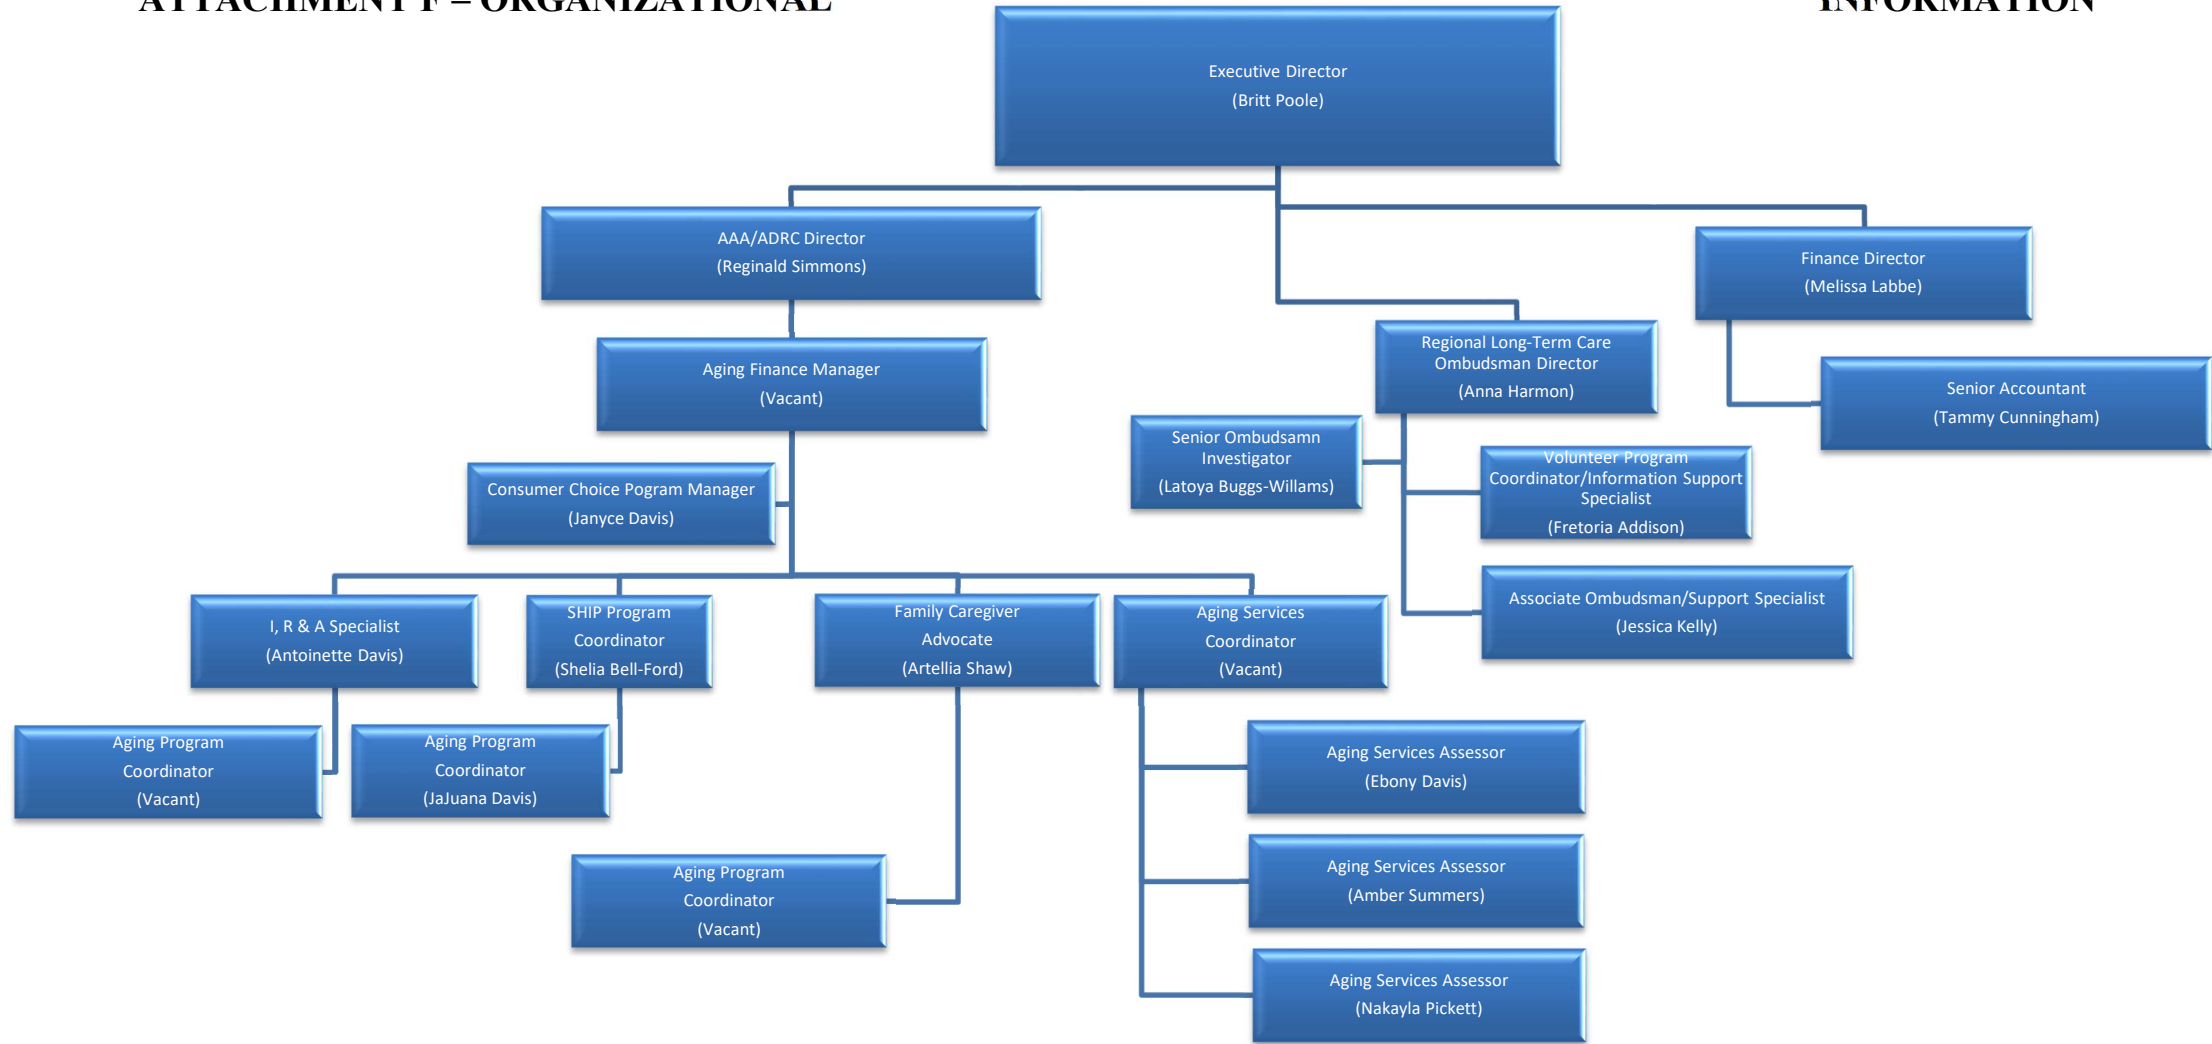 ATTACHMENT F – ORGANIZATIONAL INFORMATION
Executive Director
(Britt Poole)
AAA/ADRC Director
(Reginald Simmons)
Finance Director
(Melissa Labbe)
Regional Long-Term Care
Ombudsman Director
(Anna Harmon)
Aging Finance Manager
(Vacant)
Senior Accountant
(Tammy Cunningham)
Senior Ombudsamn
Investigator
(Latoya Buggs-Willams)
Volunteer Program
Coordinator/Information Support
Specialist
(Fretoria Addison)
Consumer Choice Pogram Manager
(Janyce Davis)
Associate Ombudsman/Support Specialist
(Jessica Kelly)
I, R & A Specialist
(Antoinette Davis)
SHIP Program
Coordinator
(Shelia Bell-Ford)
Family Caregiver
Advocate
(Artellia Shaw)
Aging Services
Coordinator
(Vacant)
Aging Program
Coordinator
(Vacant)
Aging Program
Coordinator
(JaJuana Davis)
Aging Services Assessor
(Ebony Davis)
Aging Program
Coordinator
(Vacant)
Aging Services Assessor
(Amber Summers)
Aging Services Assessor
(Nakayla Pickett)